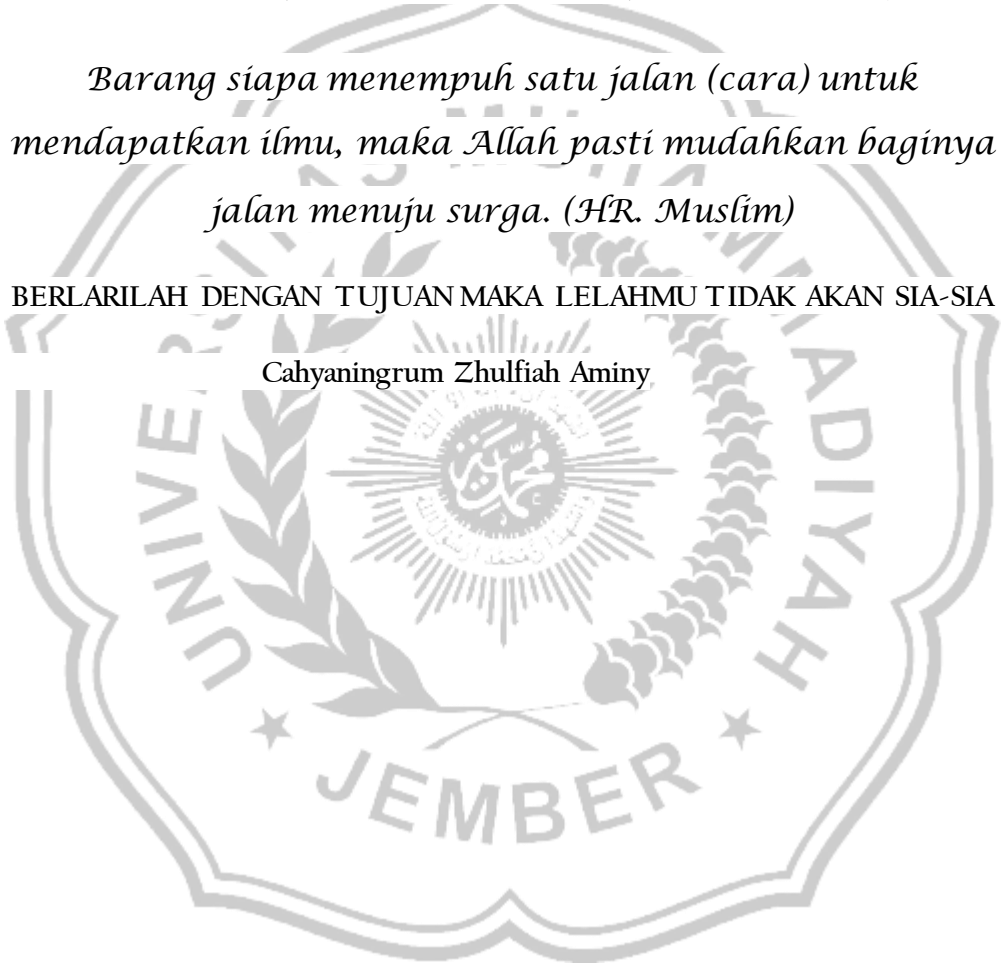 Barang siapa menempuh satu jalan (cara) untuk
mendapatkan ilmu, maka Allah pasti mudahkan baginya
jalan menuju surga. (HR. Muslim)
BERLARILAH DENGAN TUJUAN MAKA LELAHMU TIDAK AKAN SIA-SIA
Cahyaningrum Zhulfiah Aminy
JEMBER